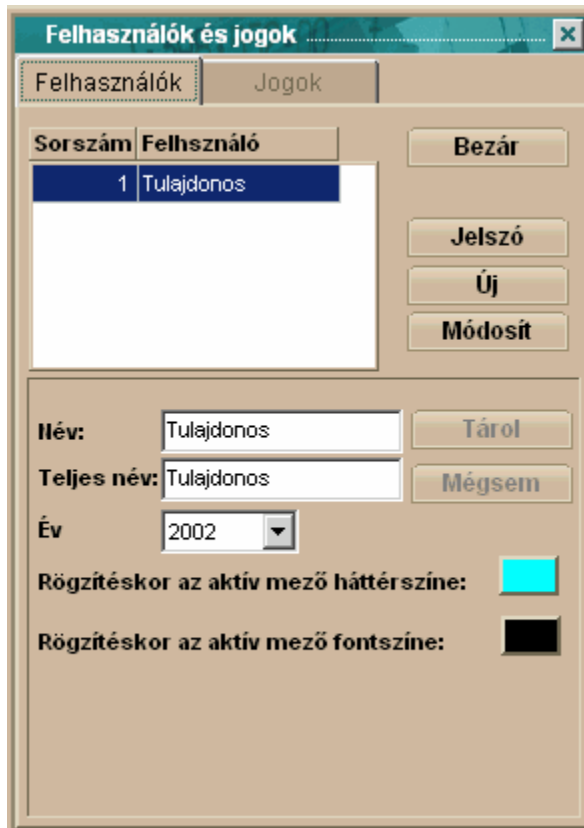 Felhasználók és jogok
Felhasználók Jogok
Sorszám Felhsználó
1 Tulajdonos
Bezár
Jelszó
Új
Módosít
Név: Tulajdonos
Tárol
Teljes név: Tulajdonos
Mégsem
Év 2002
Rögzítéskor az aktív mező háttérszíne:
Rögzítéskor az aktív mező fontszíne: